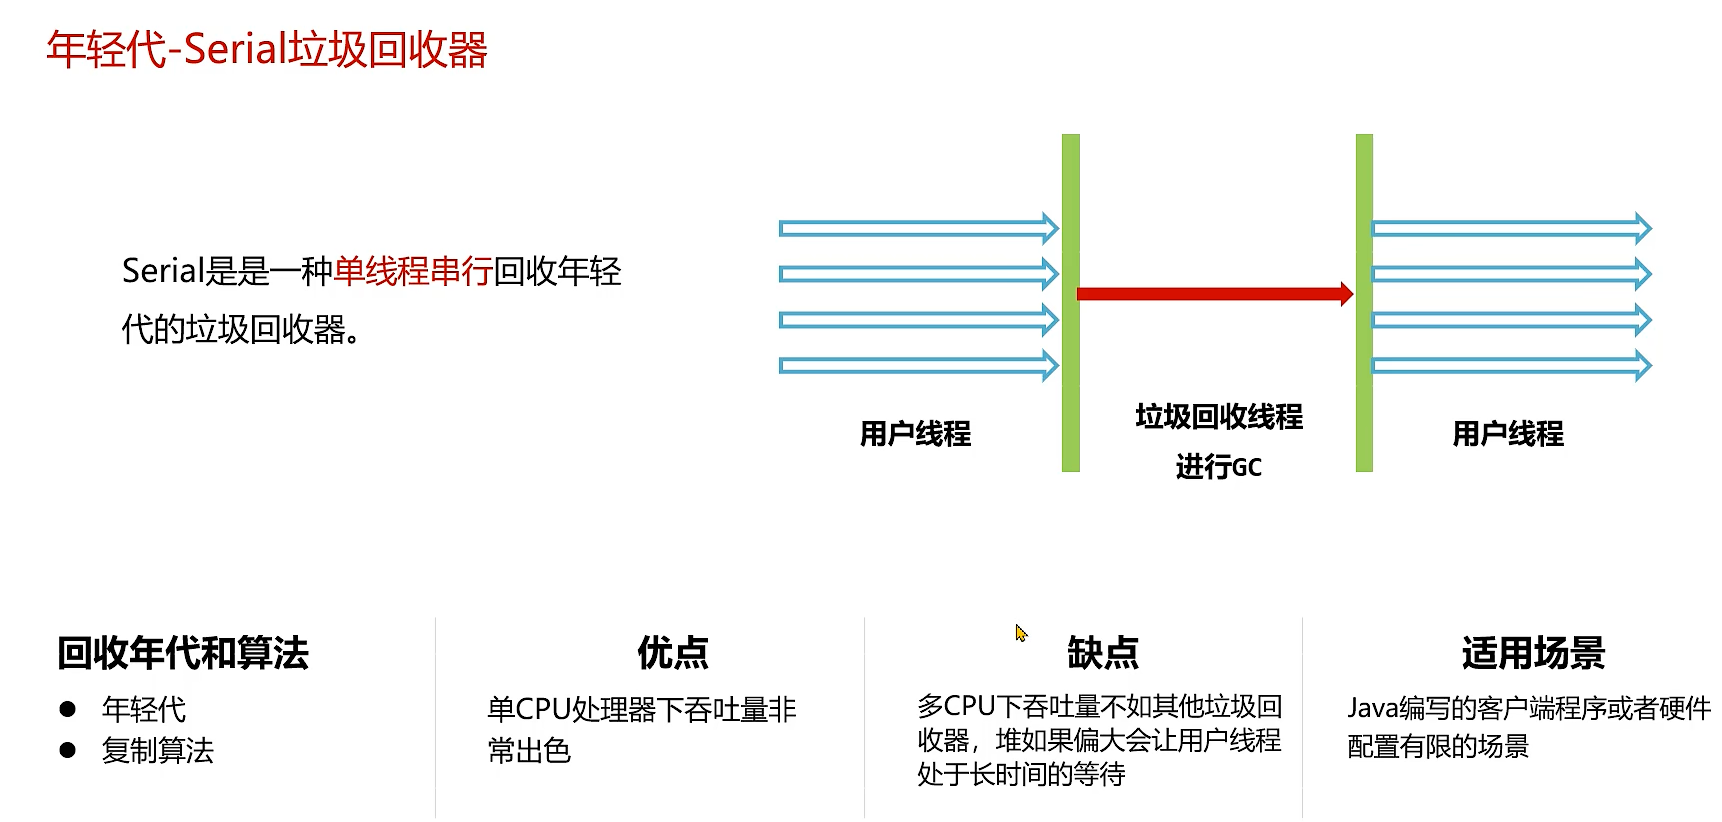 年轻代-Serial垃圾回收器
Serial是是一种单线程串行回收年轻
代的垃圾回收器。
用户线程
垃圾回收线程
进行GC
用户线程
回收年代和算法
● 年轻代
● 复制算法
优点
单CPU处理器下吞吐量非
常出色
缺点
多CPU下吞吐量不如其他垃圾回
收器，堆如果偏大会让用户线程
处于长时间的等待
适用场景
Java编写的客户端程序或者硬件
配置有限的场景